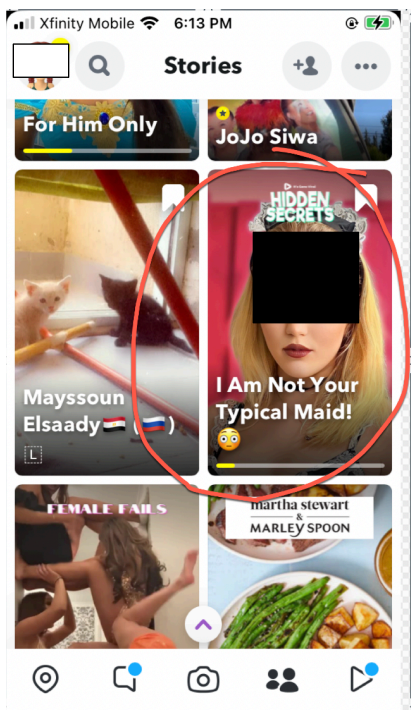 Xfinity Mobile 6:13 PM
Stories
For Him Only
JoJo Siwa
HIDDEN
SECRETS
Mayssoun
Elsaady🇪🇬 (🇷🇺)
L
I Am Not Your
Typical Maid!
😳
FEMALE FAILS
martha stewart
&
MARLEY SPOON